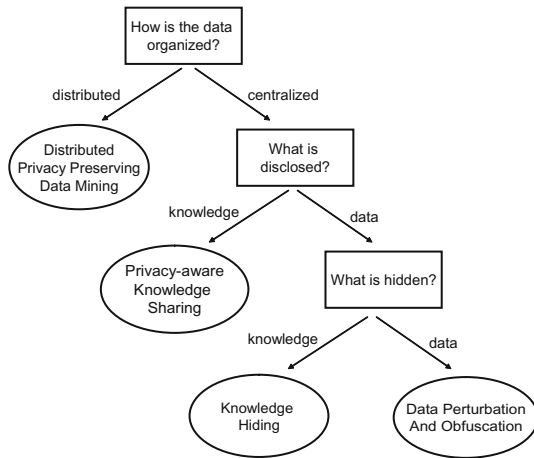 How is the data
organized?
distributed
centralized
Distributed
Privacy Preserving
Data Mining
What is
disclosed?
knowledge
data
Privacy-aware
Knowledge
Sharing
What is hidden?
knowledge
data
Knowledge
Hiding
Data Perturbation
And Obfuscation